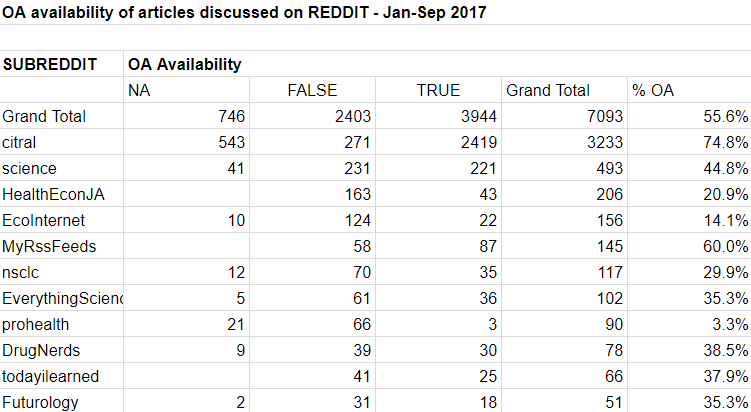 OA availability of articles discussed on REDDIT - Jan-Sep 2017
SUBREDDIT OA Availability
NA FALSE TRUE Grand Total % OA
Grand Total 746 2403 3944 7093 55.6%
citral 543 271 2419 3233 74.8%
science 41 231 221 493 44.8%
HealthEconJA 163 43 206 20.9%
EcoInternet 10 124 22 156 14.1%
MyRssFeeds 58 87 145 60.0%
nsclc 12 70 35 117 29.9%
EverythingScienc 5 61 36 102 35.3%
prohealth 21 66 3 90 3.3%
DrugNerds 9 39 30 78 38.5%
todayilearned 41 25 66 37.9%
Futurology 2 31 18 51 35.3%